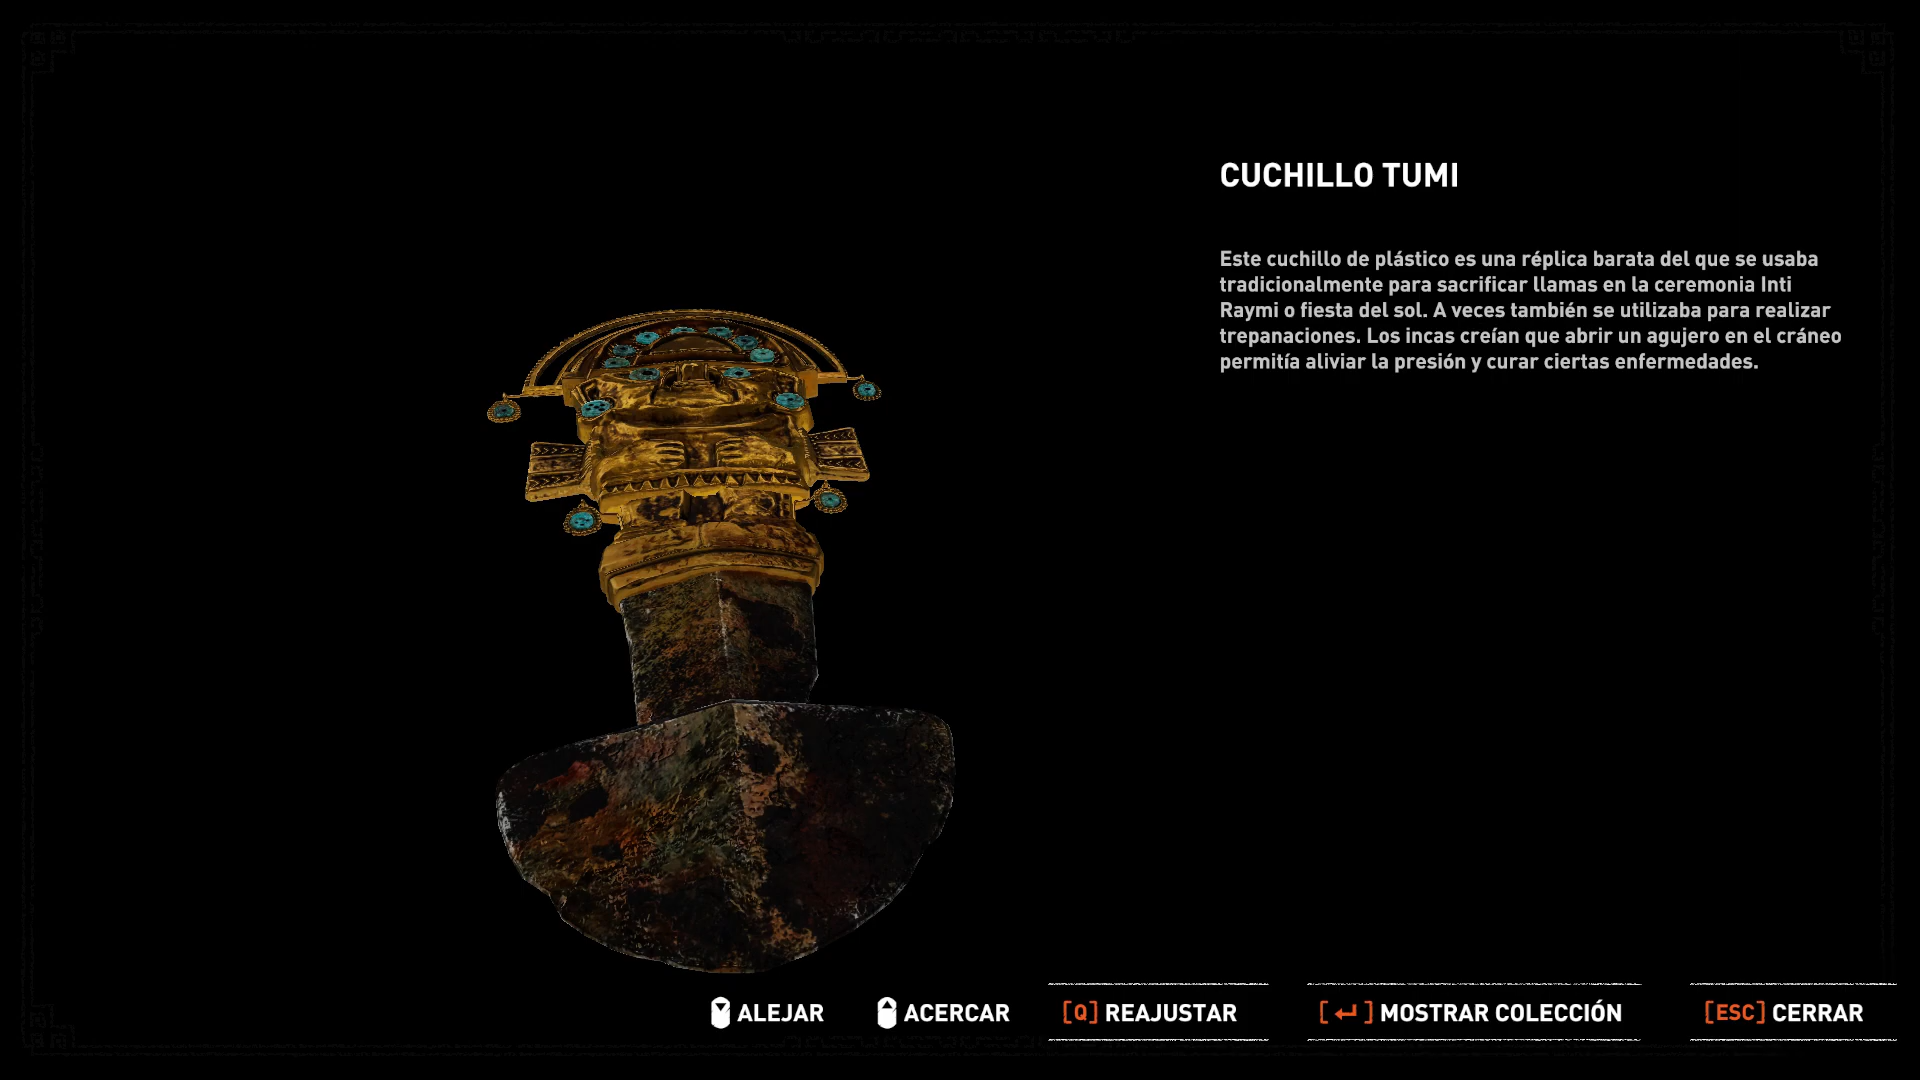 CUCHILLO TUMI
Este cuchillo de plástico es una réplica barata del que se usaba
tradicionalmente para sacrificar llamas en la ceremonia Inti
Raymi o fiesta del sol. A veces también se utilizaba para realizar
trepanaciones. Los incas creían que abrir un agujero en el cráneo
permitía aliviar la presión y curar ciertas enfermedades.
ALEJAR ACERCAR [Q] REAJUSTAR [↵] MOSTRAR COLECCIÓN [ESC] CERRAR